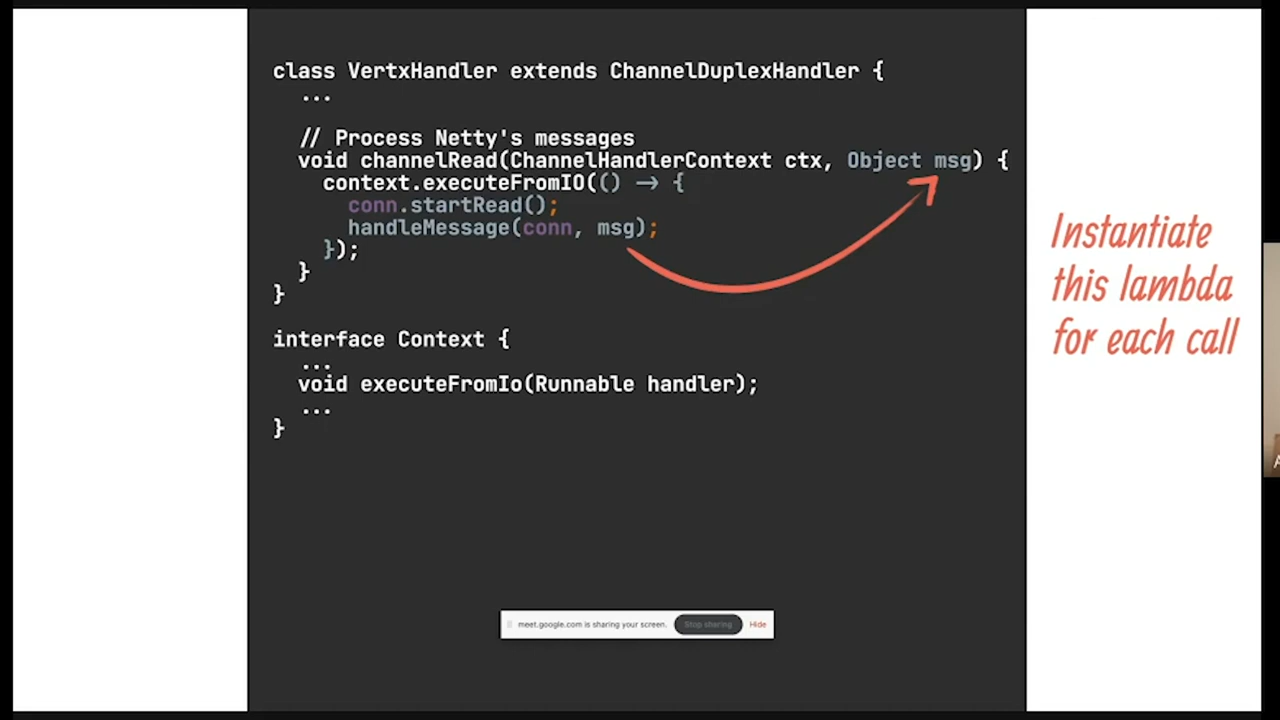 class VertxHandler extends ChannelDuplexHandler {
...
// Process Netty's messages
void channelRead(ChannelHandlerContext ctx, Object msg) {
context.executeFromIO(() -> {
conn.startRead();
handleMessage(conn, msg);
});
}
}
interface Context {
...
void executeFromIo(Runnable handler);
...
}
Instantiate
this lambda
for each call
meet.google.com is sharing your screen. Stop sharing Hide